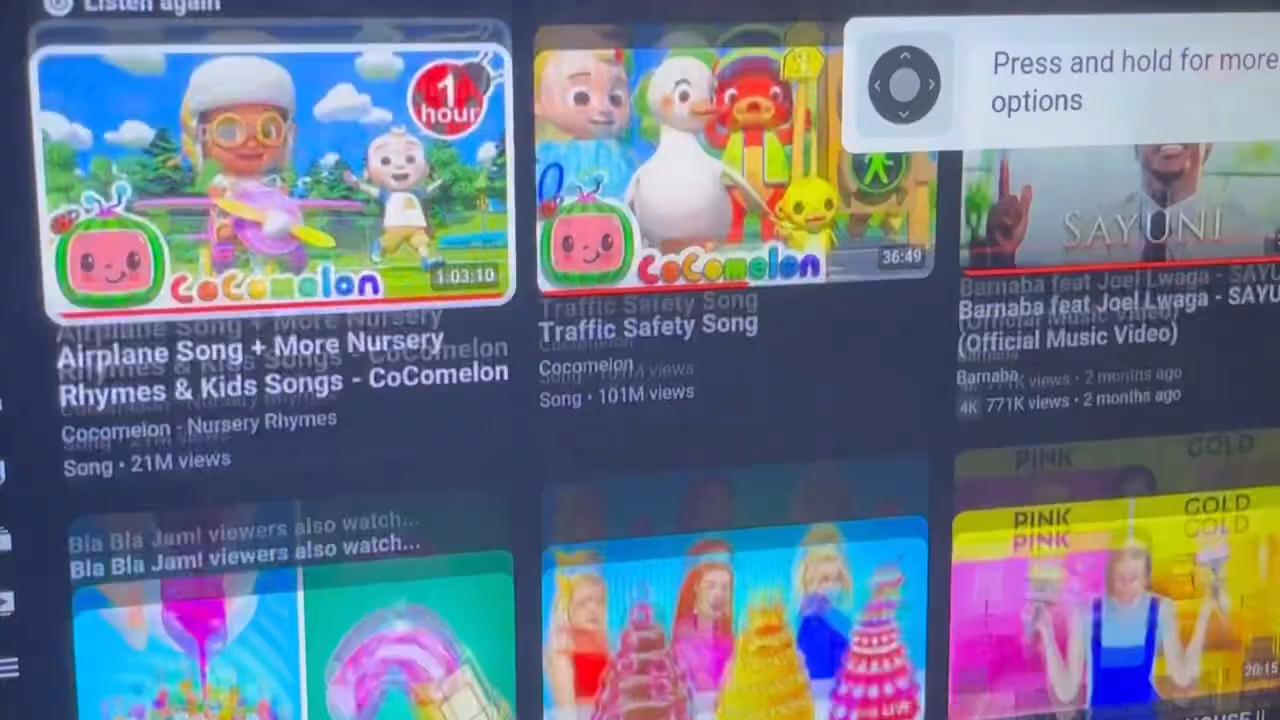 Listen again
1
hour
CoComelon
1:03:10
CoComelon
36:49
Press and hold for more
options
SAYUNI
Airplane Song + More Nursery
Rhymes & Kids Songs - CoComelon
Cocomelon - Nursery Rhymes
Song • 21M views
Traffic Safety Song
Cocomelon
Song • 101M views
Barnaba feat Joel Lwaga - SAYU
(Official Music Video)
Barnaba
4K 771K views • 2 months ago
Bla Bla Jam! viewers also watch...
PINK
GOLD
LIVE
20:15